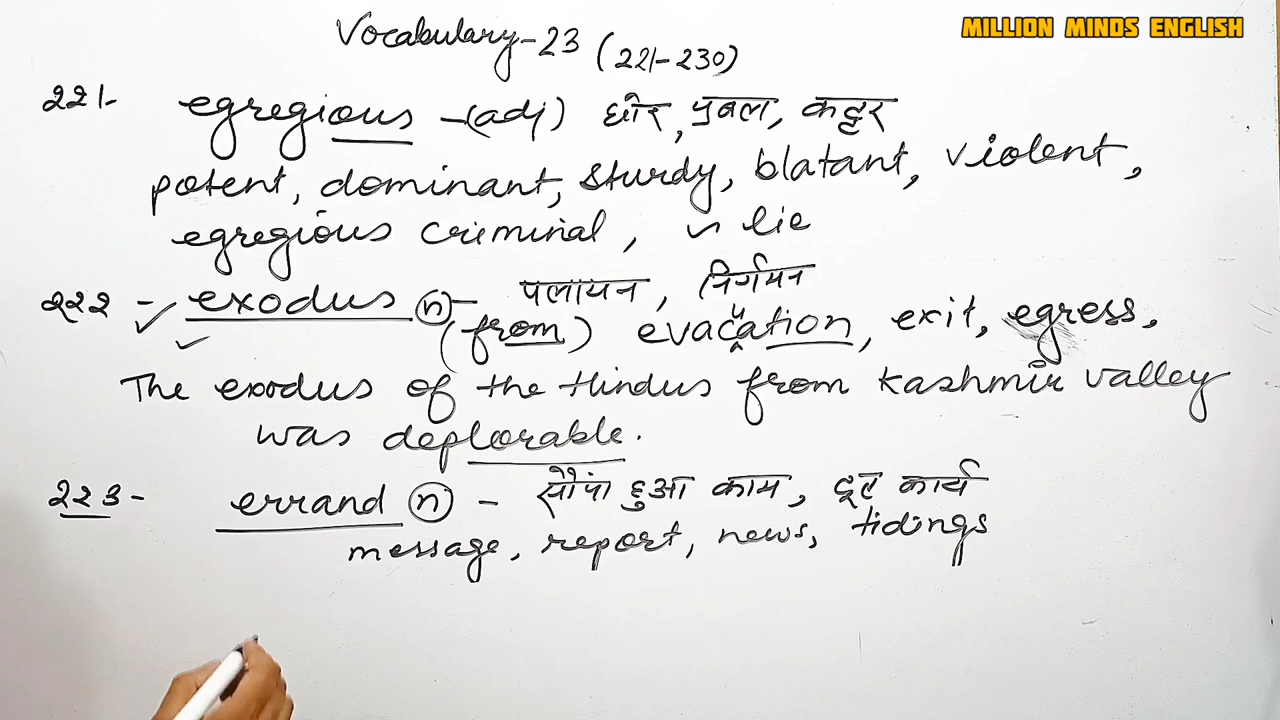 MILLION MINDS ENGLISH
Vocabulary-23 (221-230)
221- egregious -(adj) घोर, प्रबल, कट्टर
potent, dominant, sturdy, blatant, violent,
egregious criminal, 〃 lie
222 - exodus (n)- पलायन, निर्गमन
(from) evacuation, exit, egress,
The exodus of the Hindus from Kashmir valley
was deplorable.
223- errand (n) - सौंपा हुआ काम, दूत कार्य
message, report, news, tidings